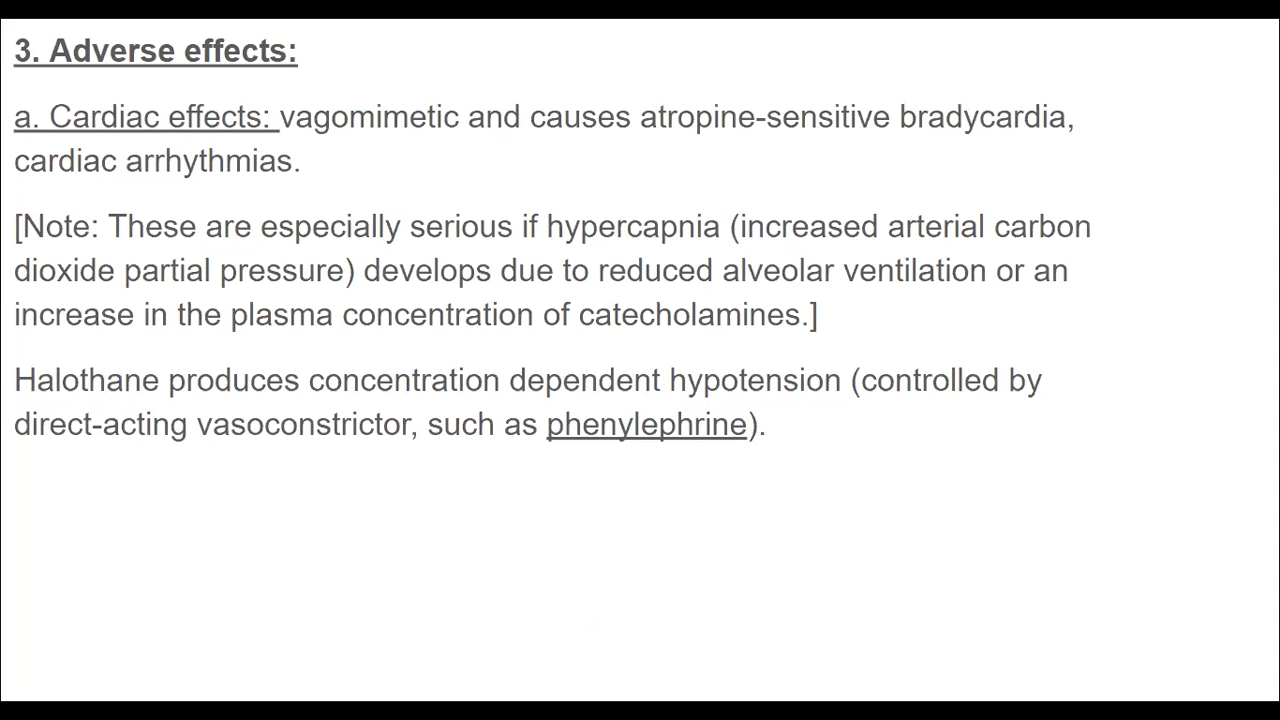 3. Adverse effects:
a. Cardiac effects: vagomimetic and causes atropine-sensitive bradycardia,
cardiac arrhythmias.
[Note: These are especially serious if hypercapnia (increased arterial carbon
dioxide partial pressure) develops due to reduced alveolar ventilation or an
increase in the plasma concentration of catecholamines.]
Halothane produces concentration dependent hypotension (controlled by
direct-acting vasoconstrictor, such as phenylephrine).